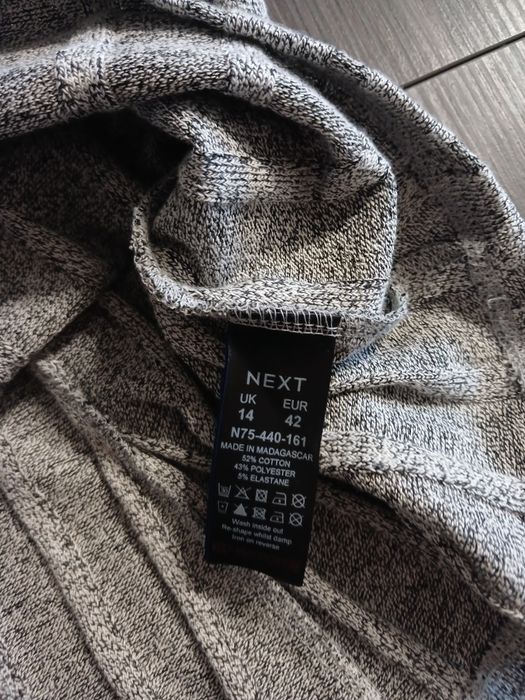 NEXT
UK EUR
14 42
N75-440-161
MADE IN MADAGASCAR
52% COTTON
43% POLYESTER
5% ELASTANE
Wash inside out
Re-shape whilst damp
Iron on reverse